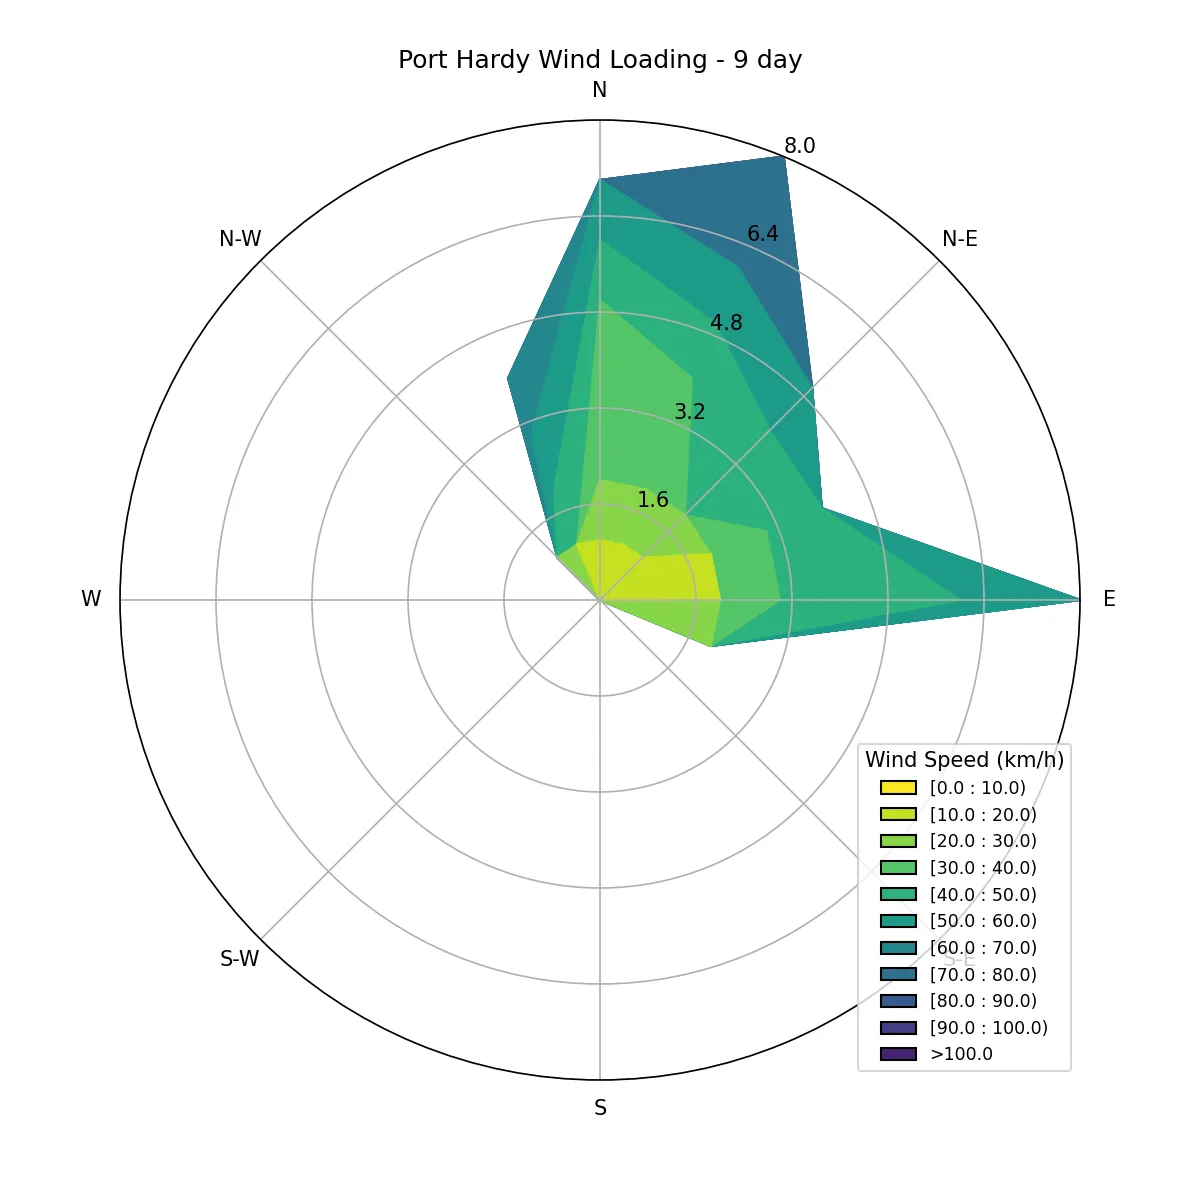 Port Hardy Wind Loading - 9 day
N
8.0
N-W
6.4
N-E
4.8
3.2
1.6
W
E
Wind Speed (km/h)
[0.0 : 10.0)
[10.0 : 20.0)
[20.0 : 30.0)
[30.0 : 40.0)
[40.0 : 50.0)
[50.0 : 60.0)
[60.0 : 70.0)
S-W
S-E
[70.0 : 80.0)
[80.0 : 90.0)
[90.0 : 100.0)
>100.0
S